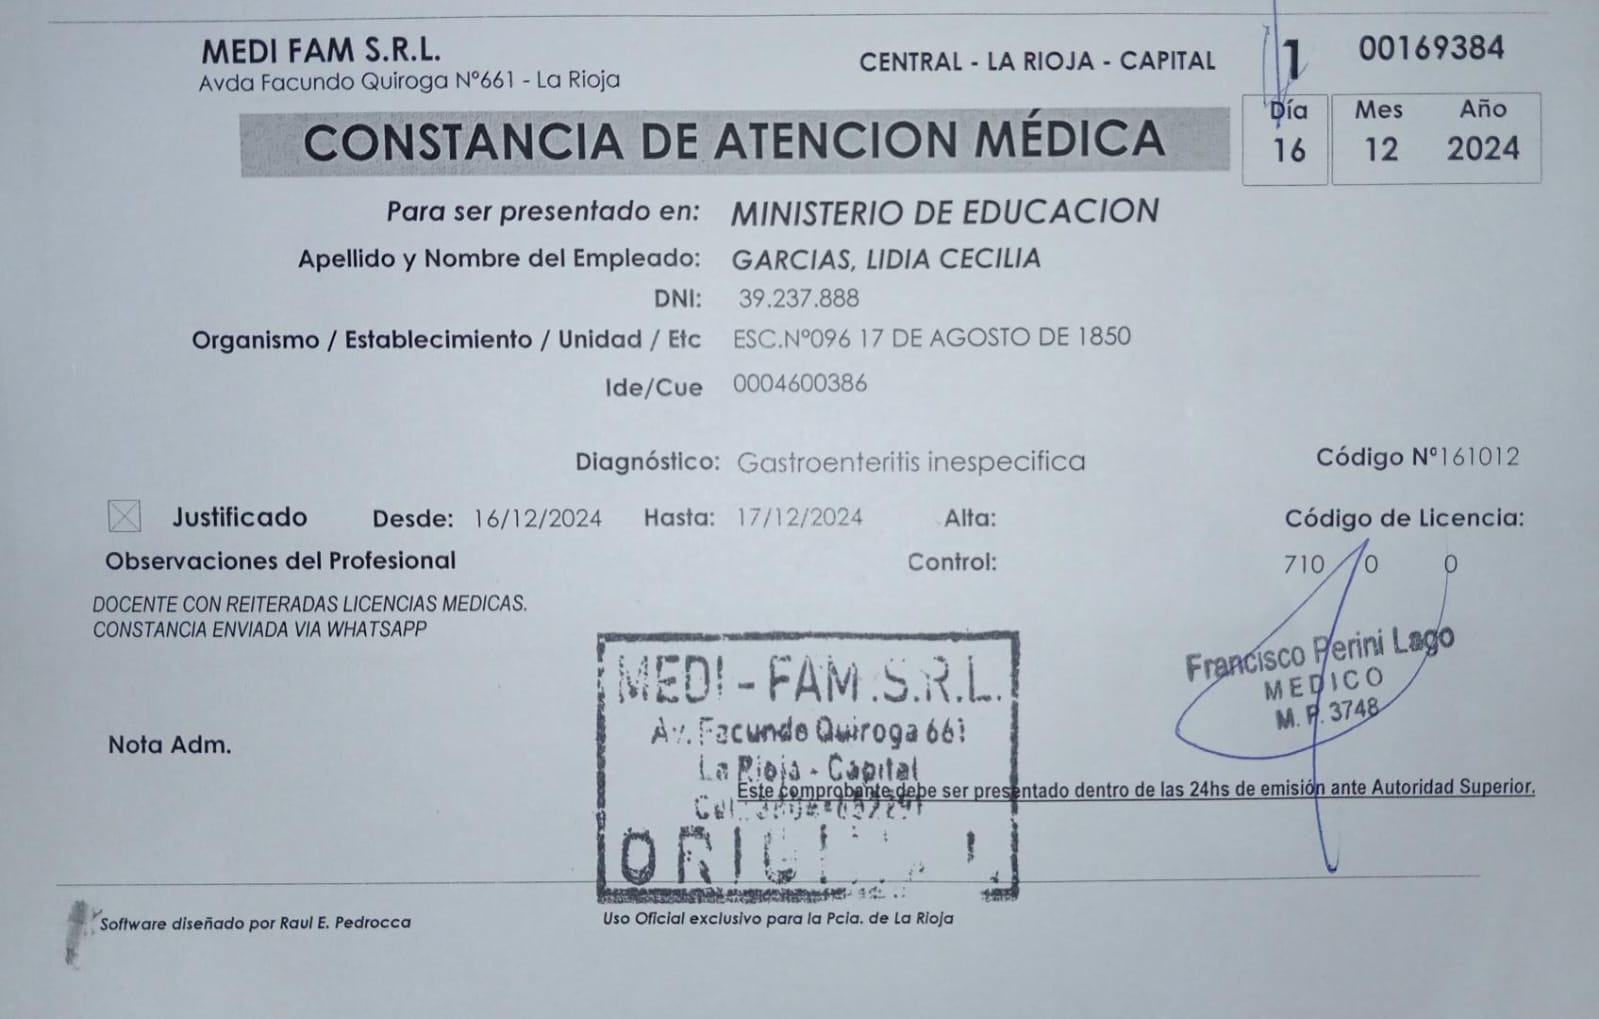 MEDI FAM S.R.L.
Avda Facundo Quiroga Nº661 - La Rioja
CENTRAL - LA RIOJA - CAPITAL
1 00169384
Día Mes Año
16 12 2024
CONSTANCIA DE ATENCION MÉDICA
Para ser presentado en: MINISTERIO DE EDUCACION
Apellido y Nombre del Empleado: GARCIAS, LIDIA CECILIA
DNI: 39.237.888
Organismo / Establecimiento / Unidad / Etc ESC.Nº096 17 DE AGOSTO DE 1850
Ide/Cue 0004600386
Diagnóstico: Gastroenteritis inespecifica Código Nº161012
Justificado Desde: 16/12/2024 Hasta: 17/12/2024 Alta: Código de Licencia:
Observaciones del Profesional Control: 710 0 0
DOCENTE CON REITERADAS LICENCIAS MEDICAS.
CONSTANCIA ENVIADA VIA WHATSAPP
Francisco Perini Lago
MEDICO
M. P. 3748
MEDI-FAM.S.R.L.
Av. Facundo Quiroga 661
La Rioja - Capital
Nota Adm.
Este comprobante debe ser presentado dentro de las 24hs de emisión ante Autoridad Superior.
Software diseñado por Raul E. Pedrocca
Uso Oficial exclusivo para la Pcia. de La Rioja